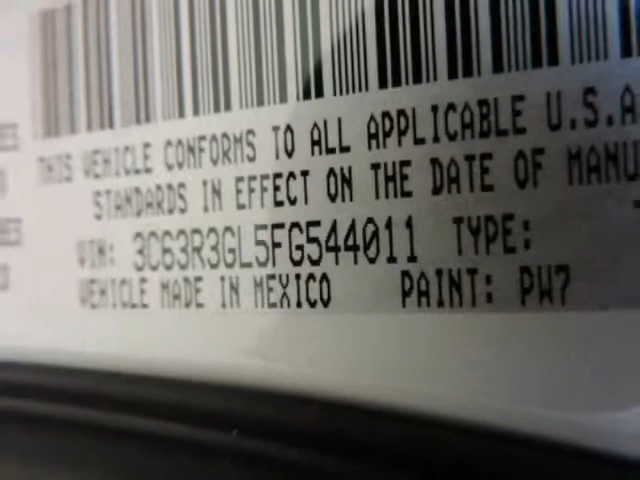 THIS VEHICLE CONFORMS TO ALL APPLICABLE U.S.A
STANDARDS IN EFFECT ON THE DATE OF MANU
VIN: 3C63R3GL5FG544011 TYPE:
VEHICLE MADE IN MEXICO PAINT: PW7